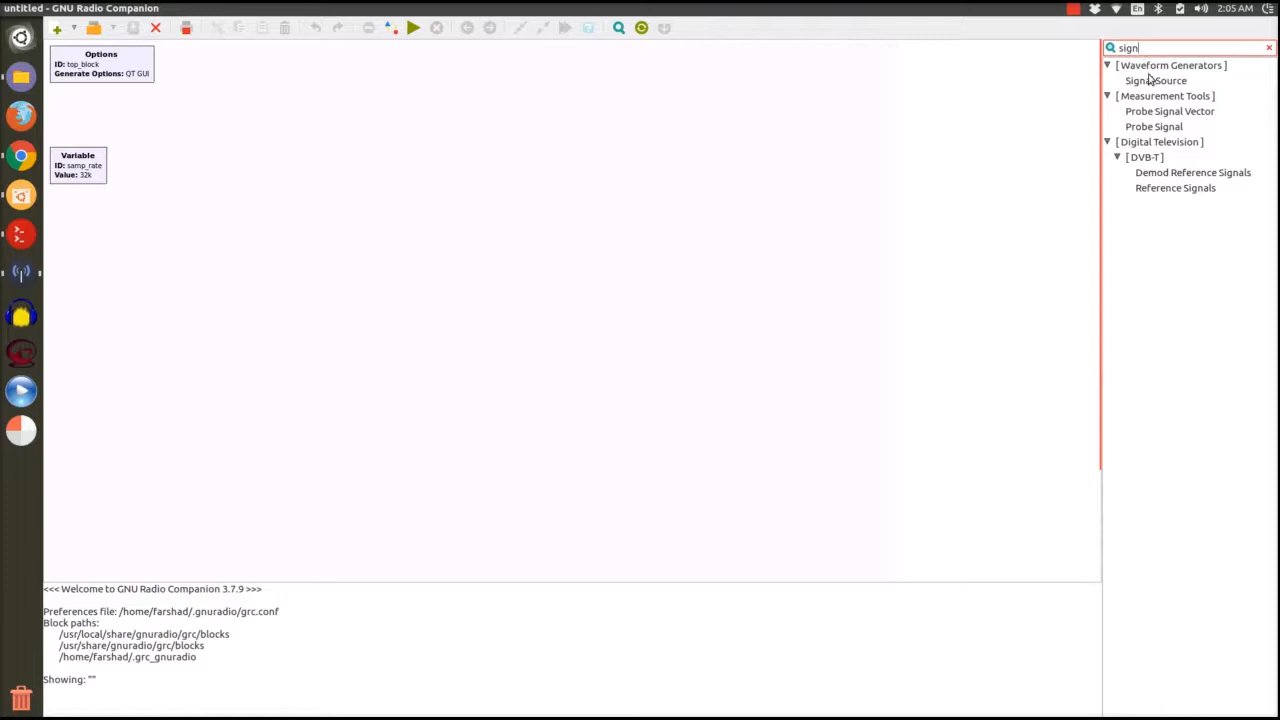 untitled - GNU Radio Companion
En
2:05 AM
Options
ID: top_block
Generate Options: QT GUI
Variable
ID: samp_rate
Value: 32k
sign
[ Waveform Generators ]
Signal Source
[ Measurement Tools ]
Probe Signal Vector
Probe Signal
[ Digital Television ]
[ DVB-T ]
Demod Reference Signals
Reference Signals
<<< Welcome to GNU Radio Companion 3.7.9 >>>
Preferences file: /home/farshad/.gnuradio/grc.conf
Block paths:
/usr/local/share/gnuradio/grc/blocks
/usr/share/gnuradio/grc/blocks
/home/farshad/.grc_gnuradio
Showing: ""